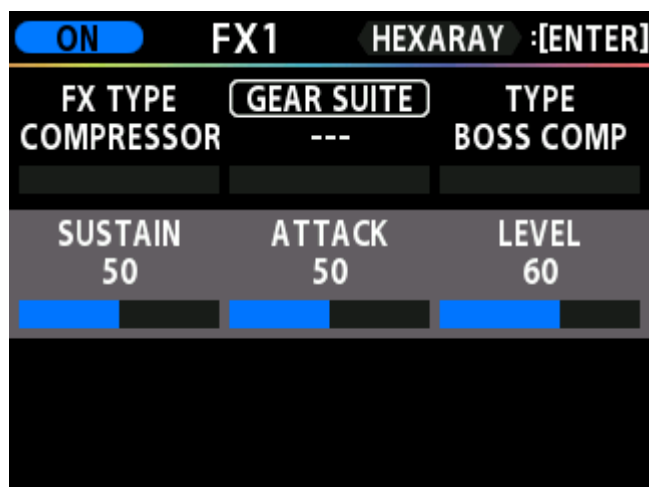 ON FX1 HEXARAY :[ENTER]
FX TYPE GEAR SUITE TYPE
COMPRESSOR --- BOSS COMP
SUSTAIN ATTACK LEVEL
50 50 60